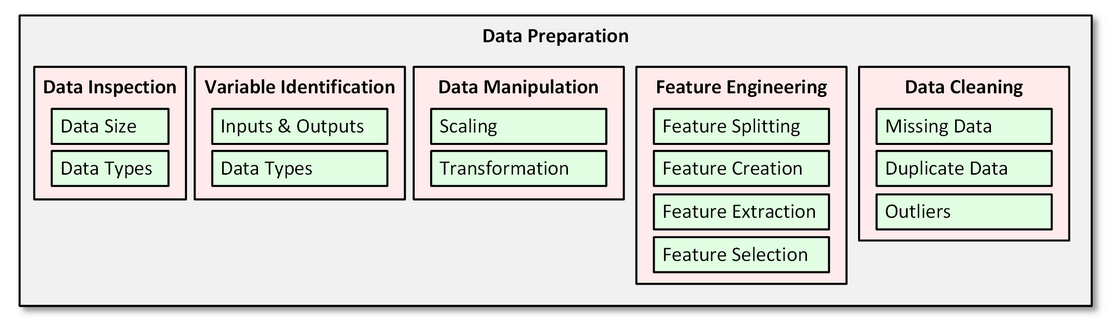 Data Preparation
Data Inspection
Data Size
Data Types
Variable Identification
Inputs & Outputs
Data Types
Data Manipulation
Scaling
Transformation
Feature Engineering
Feature Splitting
Feature Creation
Feature Extraction
Feature Selection
Data Cleaning
Missing Data
Duplicate Data
Outliers